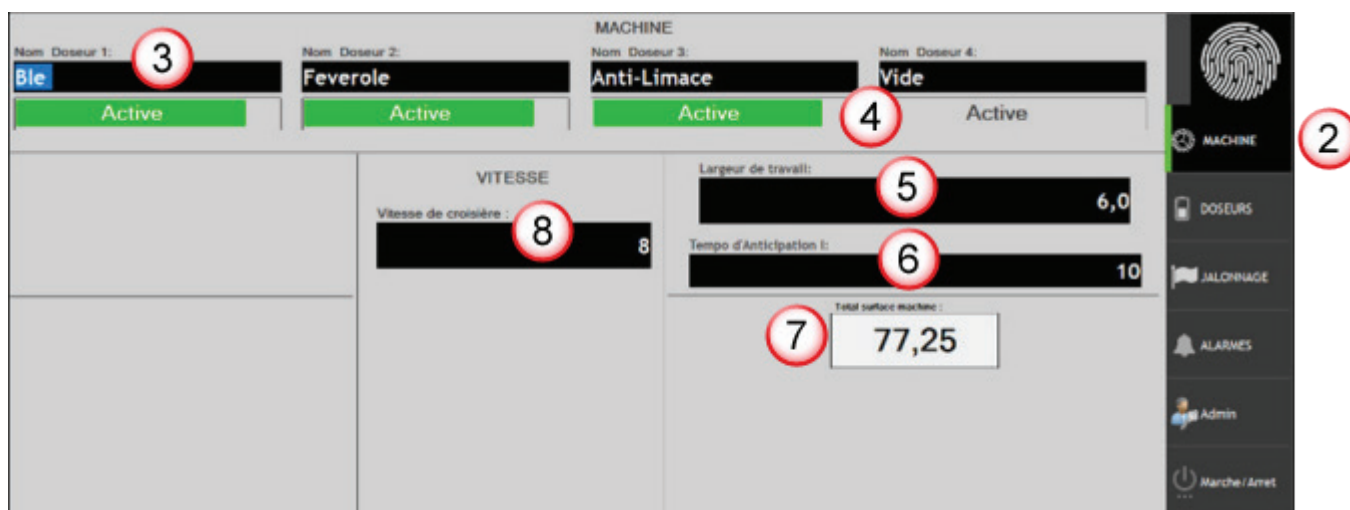 MACHINE
Nom Doseur 1:
Nom Doseur 2:
Nom Doseur 3:
Nom Doseur 4:
3
Ble
Feverole
Anti-Limace
Vide
Active
Active
Active
4
Active
MACHINE
2
VITESSE
Vitesse de croisière :
8
8
Largeur de travail:
5
6,0
DOSEURS
Tempo d'Anticipation I:
6
10
JALONNAGE
Total surface machine :
7
77,25
ALARMES
Admin
Marche/Arret